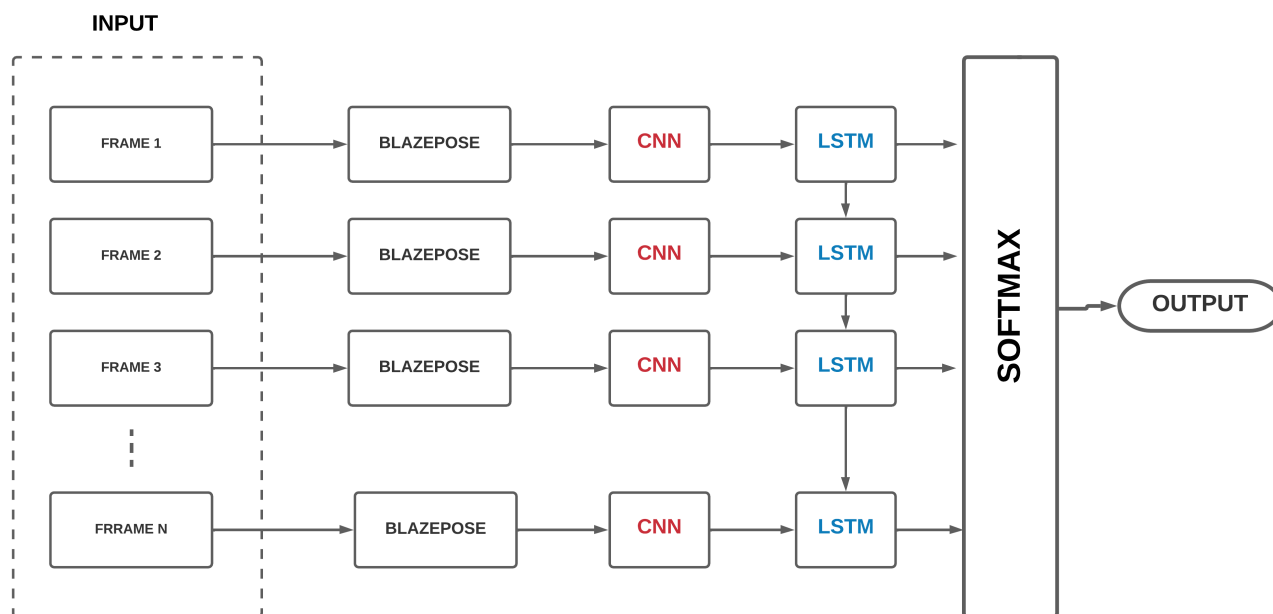 INPUT
FRAME 1
BLAZEPOSE
CNN
LSTM
FRAME 2
BLAZEPOSE
CNN
LSTM
FRAME 3
BLAZEPOSE
CNN
LSTM
FRRAME N
BLAZEPOSE
CNN
LSTM
SOFTMAX
OUTPUT